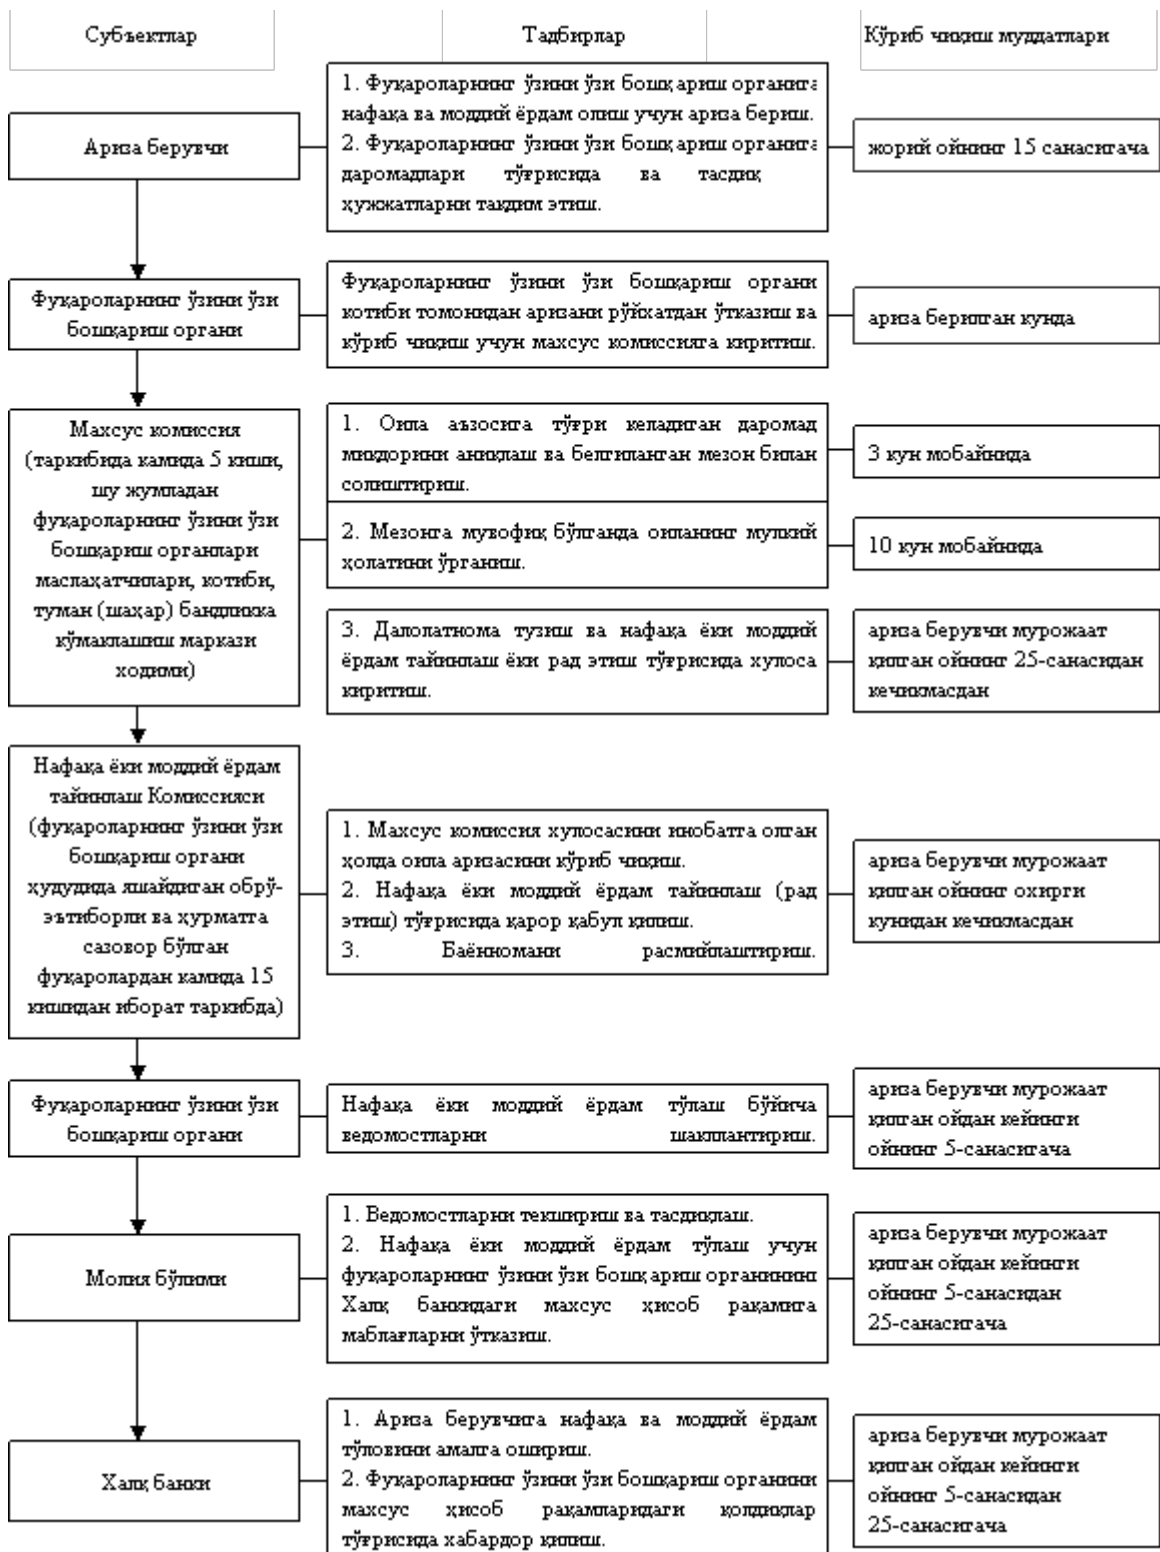 Субъектлар
Тадбирлар
Кўриб чиқиш муддатлари
Ариза берувчи
1. Фуқароларнинг ўзини ўзи бошқариш органига
нафақа ва моддий ёрдам олиш учун ариза бериш.
2. Фуқароларнинг ўзини ўзи бошқариш органига
даромадлари тўғрисида ва тасдиқ
ҳужжатларни тақдим этиш.
жорий ойнинг 15 санасигача
Фуқароларнинг ўзини ўзи
бошқариш органи
Фуқароларнинг ўзини ўзи бошқариш органи
котиби томонидан аризани рўйхатдан ўтказиш ва
кўриб чиқиш учун махсус комиссияга киритиш.
ариза берилган кунда
Махсус комиссия
(таркибида камида 5 киши,
шу жумладан
фуқароларнинг ўзини ўзи
бошқариш органлари
маслаҳатчилари, котиби,
туман (шаҳар) бандликка
кўмаклашиш маркази
ходими)
1. Оила аъзосига тўғри келадиган даромад
миқдорини аниқлаш ва белгиланган мезон билан
солиштириш.
3 кун мобайнида
2. Мезонга мувофиқ бўлганда оиланинг мулкий
ҳолатини ўрганиш.
10 кун мобайнида
3. Далолатнома тузиш ва нафақа ёки моддий
ёрдам тайинлаш ёки рад этиш тўғрисида хулоса
киритиш.
ариза берувчи мурожаат
қилган ойнинг 25-санасидан
кечикмасдан
Нафақа ёки моддий ёрдам
тайинлаш Комиссияси
(фуқароларнинг ўзини ўзи
бошқариш органи
ҳудудида яшайдиган обрў-
эътиборли ва ҳурматга
сазовор бўлган
фуқаролардан камида 15
кишидан иборат таркибда)
1. Махсус комиссия хулосасини инобатга олган
ҳолда оила аризасини кўриб чиқиш.
2. Нафақа ёки моддий ёрдам тайинлаш (рад
этиш) тўғрисида қарор қабул қилиш.
3. Баённомани расмийлаштириш.
ариза берувчи мурожаат
қилган ойнинг охирги
кунидан кечикмасдан
Фуқароларнинг ўзини ўзи
бошқариш органи
Нафақа ёки моддий ёрдам тўлаш бўйича
ведомостларни шакллантириш.
ариза берувчи мурожаат
қилган ойдан кейинги
ойнинг 5-санасигача
Молия бўлими
1. Ведомостларни текшириш ва тасдиқлаш.
2. Нафақа ёки моддий ёрдам тўлаш учун
фуқароларнинг ўзини ўзи бошқариш органининг
Халқ банкидаги махсус ҳисоб рақамига
маблағларни ўтказиш.
ариза берувчи мурожаат
қилган ойдан кейинги
ойнинг 5-санасидан
25-санасигача
Халқ банки
1. Ариза берувчига нафақа ва моддий ёрдам
тўловини амалга ошириш.
2. Фуқароларнинг ўзини ўзи бошқариш органини
махсус ҳисоб рақамларидаги қолдиқлар
тўғрисида хабардор қилиш.
ариза берувчи мурожаат
қилган ойдан кейинги
ойнинг 5-санасидан
25-санасигача